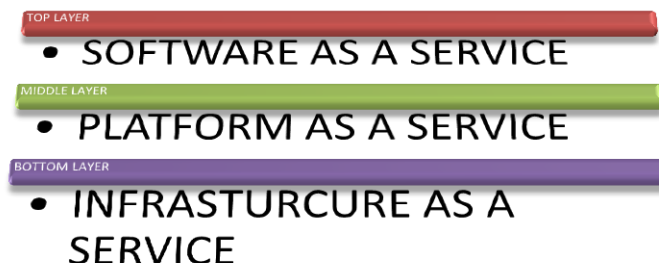 TOP LAYER
• SOFTWARE AS A SERVICE
MIDDLE LAYER
• PLATFORM AS A SERVICE
BOTTOM LAYER
• INFRASTURCURE AS A
SERVICE